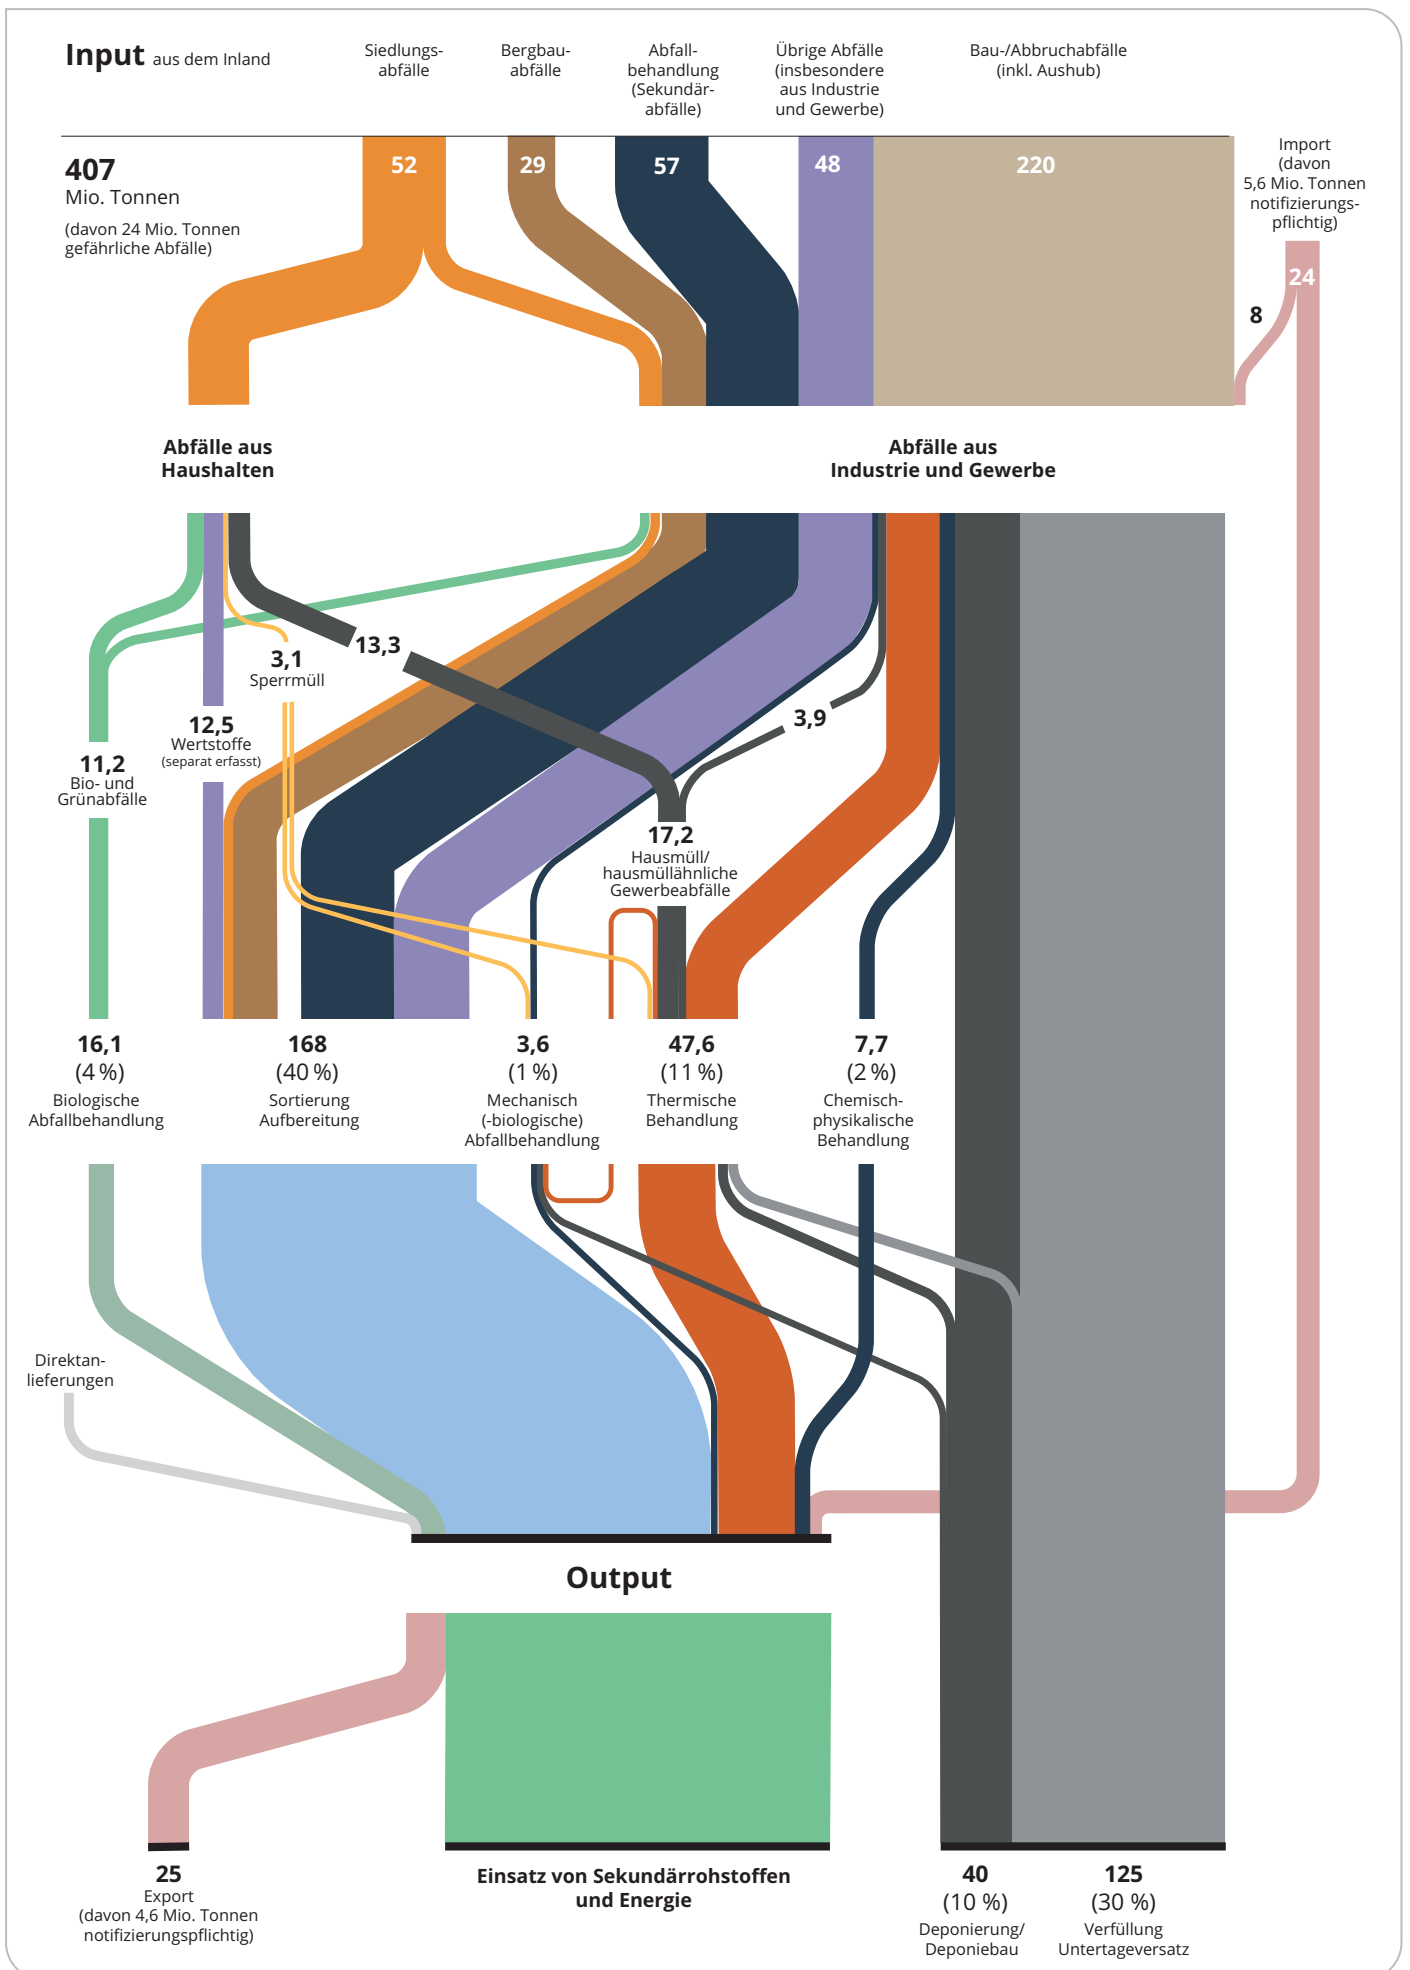 Input aus dem Inland
Siedlungs-
abfälle
Bergbau-
abfälle
Abfall-
behandlung
(Sekundär-
abfälle)
Übrige Abfälle
(insbesondere
aus Industrie
und Gewerbe)
Bau-/Abbruchabfälle
(inkl. Aushub)
407
Mio. Tonnen
(davon 24 Mio. Tonnen
gefährliche Abfälle)
52
29
57
48
220
Import
(davon
5,6 Mio. Tonnen
notifizierungs-
pflichtig)
24
8
Abfälle aus
Haushalten
Abfälle aus
Industrie und Gewerbe
13,3
3,1
Sperrmüll
3,9
12,5
Wertstoffe
(separat erfasst)
11,2
Bio- und
Grünabfälle
17,2
Hausmüll/
hausmüllähnliche
Gewerbeabfälle
16,1
(4 %)
Biologische
Abfallbehandlung
168
(40 %)
Sortierung
Aufbereitung
3,6
(1 %)
Mechanisch
(-biologische)
Abfallbehandlung
47,6
(11 %)
Thermische
Behandlung
7,7
(2 %)
Chemisch-
physikalische
Behandlung
Direktan-
lieferungen
Output
25
Export
(davon 4,6 Mio. Tonnen
notifizierungspflichtig)
Einsatz von Sekundärrohstoffen
und Energie
40
(10 %)
Deponierung/
Deponiebau
125
(30 %)
Verfüllung
Untertageversatz